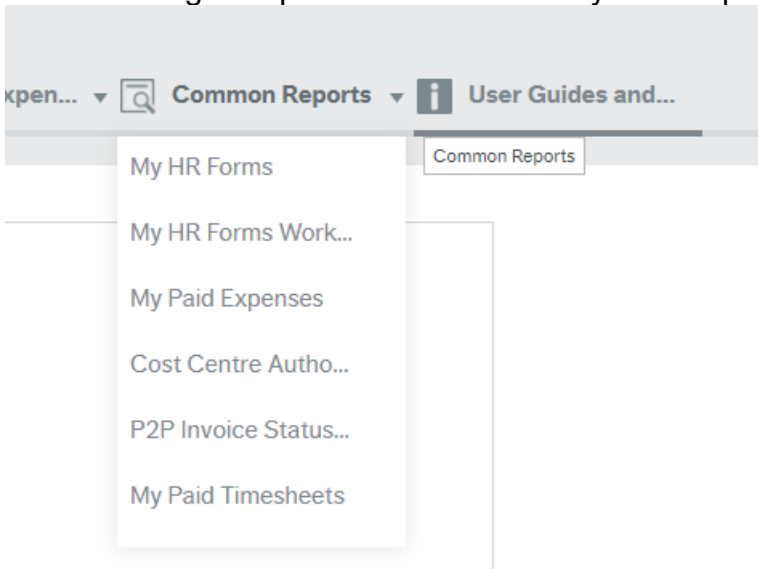 xpen... Common Reports User Guides and...
Common Reports
My HR Forms
My HR Forms Work...
My Paid Expenses
Cost Centre Autho...
P2P Invoice Status...
My Paid Timesheets